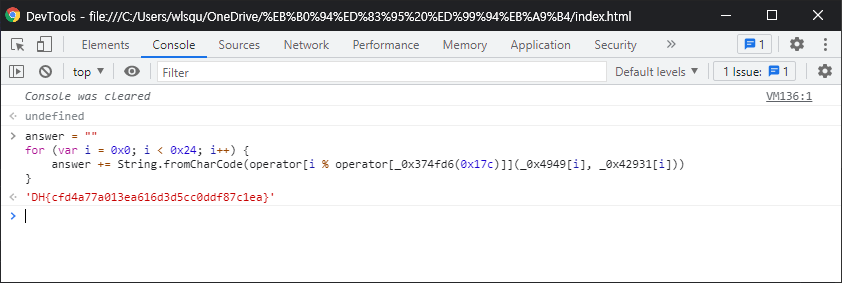 DevTools - file:///C:/Users/wlsqu/OneDrive/%EB%B0%94%ED%83%95%20%ED%99%94%EB%A9%B4/index.html
Elements Console Sources Network Performance Memory Application Security » 1
top ▼ Filter Default levels ▼ 1 Issue: 1
Console was cleared VM136:1
undefined
answer = ""
for (var i = 0x0; i < 0x24; i++) {
answer += String.fromCharCode(operator[i % operator[_0x374fd6(0x17c)]](_0x4949[i], _0x42931[i]))
}
'DH{cfd4a77a013ea616d3d5cc0ddf87c1ea}'